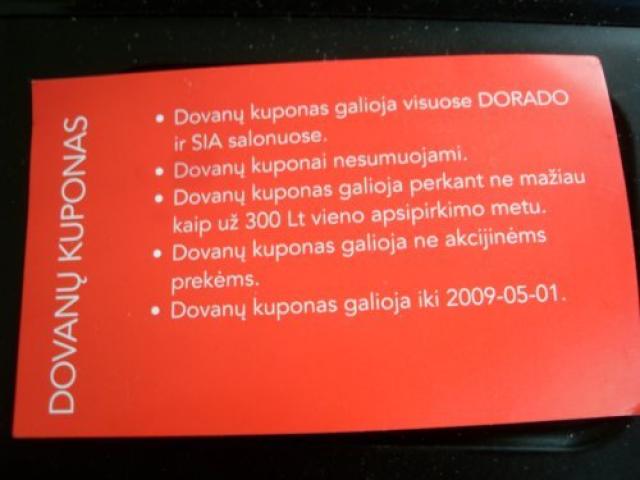 DOVANŲ KUPONAS
• Dovanų kuponas galioja visuose DORADO
ir SIA salonuose.
• Dovanų kuponai nesumuojami.
• Dovanų kuponas galioja perkant ne mažiau
kaip už 300 Lt vieno apsipirkimo metu.
• Dovanų kuponas galioja ne akcijinėms
prekėms.
• Dovanų kuponas galioja iki 2009-05-01.